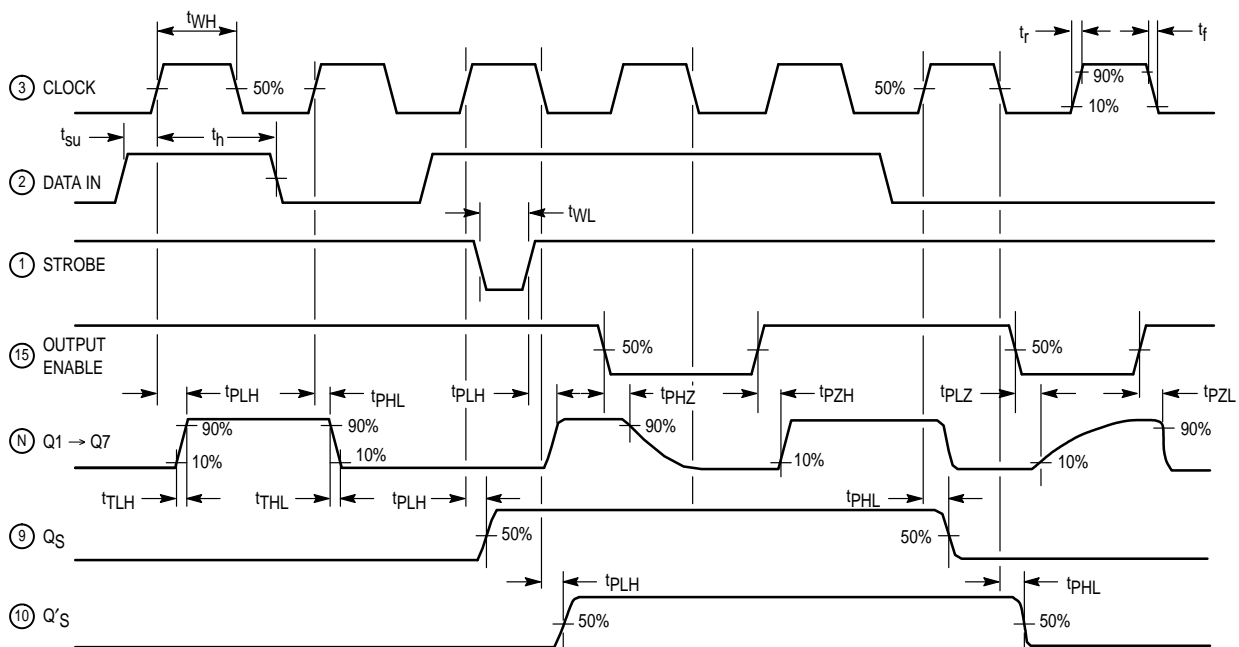 tWH
tr
tf
3 CLOCK
50%
50%
90%
10%
tsu
th
2 DATA IN
tWL
1 STROBE
15 OUTPUT
ENABLE
50%
50%
tPLH
tPHL
tPLH
tPHZ
tPZH
tPLZ
tPZL
N Q1 → Q7
90%
90%
90%
90%
10%
10%
10%
10%
tTLH
tTHL
tPLH
tPHL
9 QS
50%
50%
tPLH
tPHL
10 Q′S
50%
50%